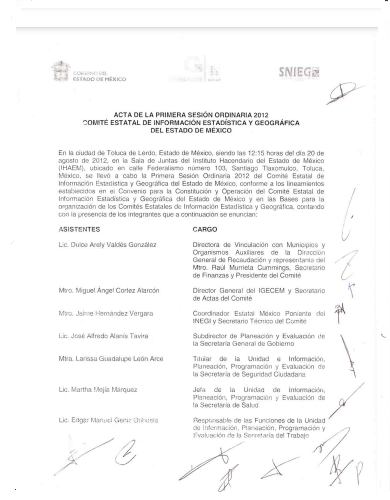 GOBIERNO DEL
ESTADO DE MÉXICO
SNIEG
ACTA DE LA PRIMERA SESIÓN ORDINARIA 2012
COMITÉ ESTATAL DE INFORMACIÓN ESTADÍSTICA Y GEOGRÁFICA
DEL ESTADO DE MÉXICO
En la ciudad de Toluca de Lerdo, Estado de México, siendo las 12:15 horas del día 20 de
agosto de 2012, en la Sala de Juntas del Instituto Hacendario del Estado de México
(IHAEM), ubicado en calle Federalismo número 103, Santiago Tlaxomulco, Toluca,
México, se llevó a cabo la Primera Sesión Ordinaria 2012 del Comité Estatal de
Información Estadística y Geográfica del Estado de México, conforme a los lineamientos
establecidos en el Convenio para la Constitución y Operación del Comité Estatal de
Información Estadística y Geográfica del Estado de México y en las Bases para la
organización de los Comités Estatales de Información Estadística y Geográfica, contando
con la presencia de los integrantes que a continuación se enuncian:
ASISTENTES CARGO
Lic. Dulce Arely Valdés González Directora de Vinculación con Municipios y
Organismos Auxiliares de la Dirección
General de Recaudación y representante del
Mtro. Raúl Murrieta Cummings, Secretario
de Finanzas y Presidente del Comité
Mtro. Miguel Ángel Cortez Alarcón Director General del IGECEM y Secretario
de Actas del Comité
Mtro. Jaime Hernández Vergara Coordinador Estatal México Poniente del
INEGI y Secretario Técnico del Comité
Lic. José Alfredo Alanís Tavira Subdirector de Planeación y Evaluación de
la Secretaría General de Gobierno
Mtra. Larissa Guadalupe León Arce Titular de la Unidad e Información,
Planeación, Programación y Evaluación de
la Secretaría de Seguridad Ciudadana
Lic. Martha Mejía Márquez Jefa de la Unidad de Información,
Planeación, Programación y Evaluación de
la Secretaría de Salud
Lic. Edgar Manuel Responsable de las Funciones de la Unidad
de Información, Planeación, Programación y
Evaluación de la Secretaría del Trabajo